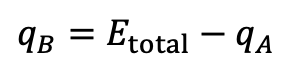 q_B = E_total − q_A